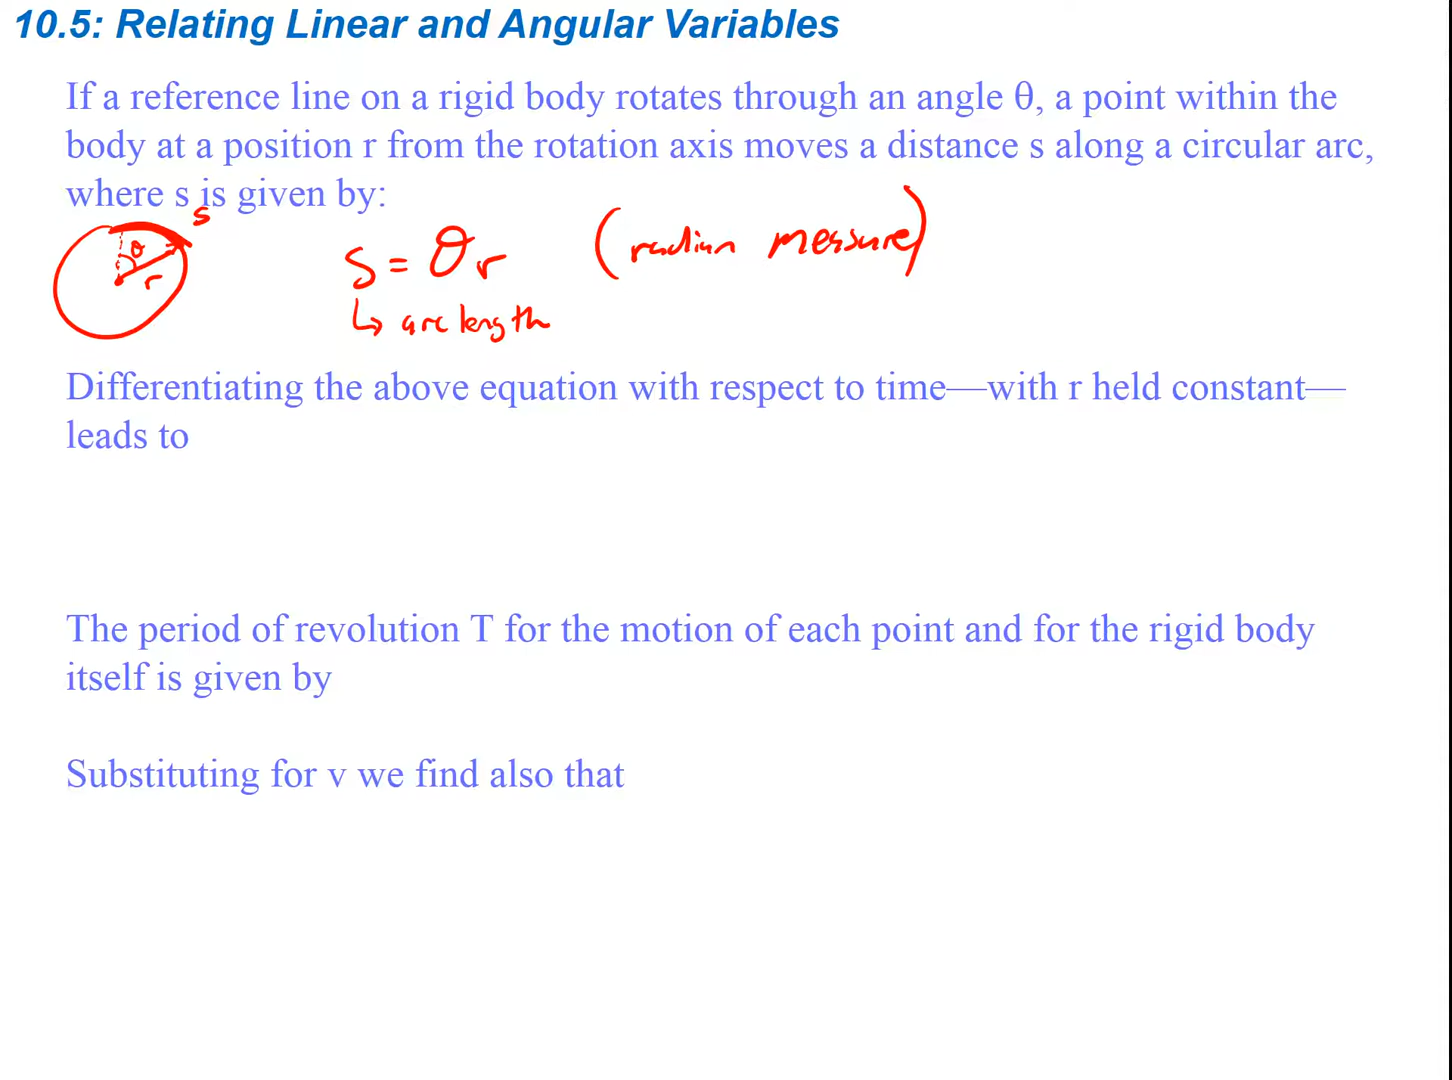 10.5: Relating Linear and Angular Variables
If a reference line on a rigid body rotates through an angle θ, a point within the
body at a position r from the rotation axis moves a distance s along a circular arc,
where s is given by:
s
θ
r
s = θr (radian measure)
↳ arc length
Differentiating the above equation with respect to time—with r held constant—
leads to
The period of revolution T for the motion of each point and for the rigid body
itself is given by
Substituting for v we find also that